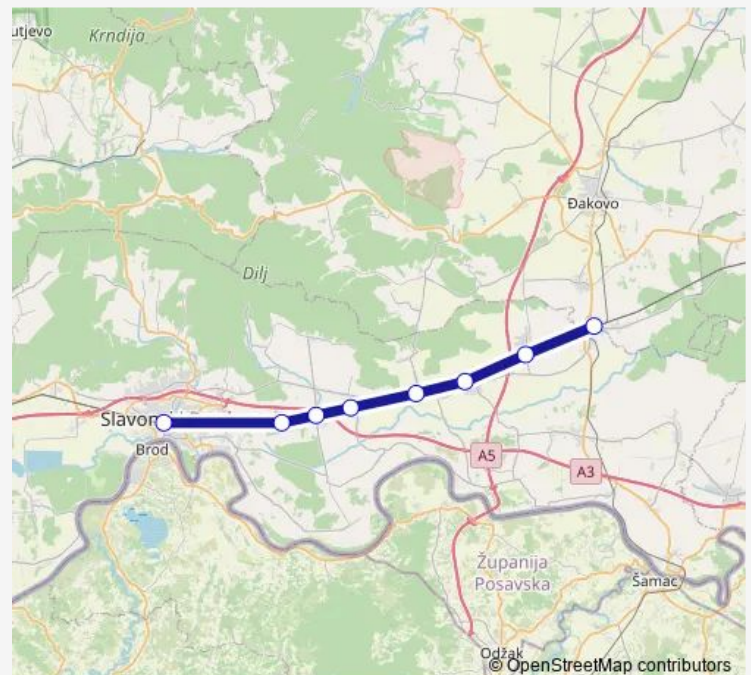 utjevo
Krndija
Đakovo
Dilj
Slavon
Brod
A5
A3
Županija
Posavska
Šamac
Odžak
© OpenStreetMap contributors